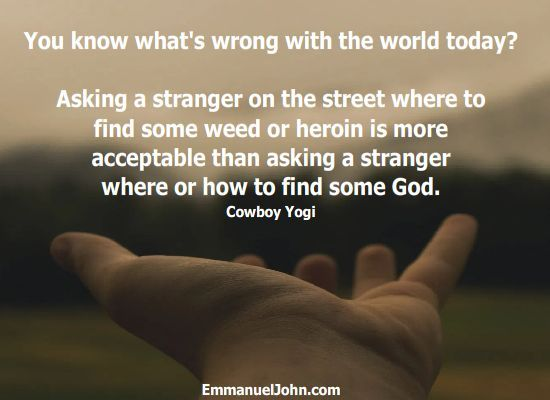 You know what's wrong with the world today?
Asking a stranger on the street where to
find some weed or heroin is more
acceptable than asking a stranger
where or how to find some God.
Cowboy Yogi
EmmanuelJohn.com